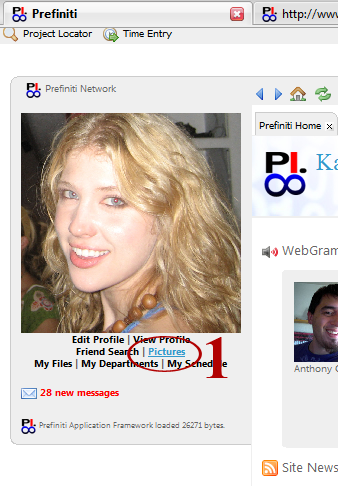 Prefiniti
http://www
Project Locator
Time Entry
Prefiniti Network
Prefiniti Home x
PI.
Ka
WebGram
Edit Profile | View Profile
Friend Search | Pictures
My Files | My Departments | My Schedule
1
Anthony C
28 new messages
Prefiniti Application Framework loaded 26271 bytes.
Site News